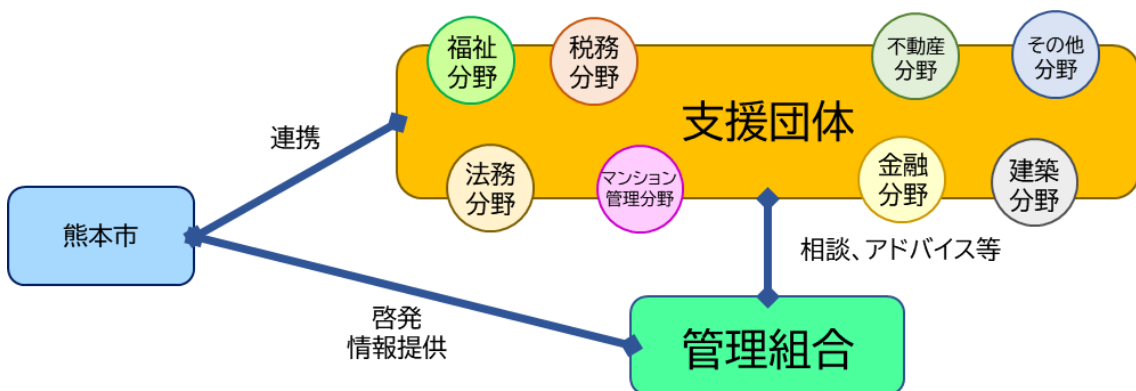 福祉
分野
税務
分野
不動産
分野
その他
分野
支援団体
連携
法務
分野
マンション
管理分野
金融
分野
建築
分野
熊本市
相談、アドバイス等
啓発
情報提供
管理組合